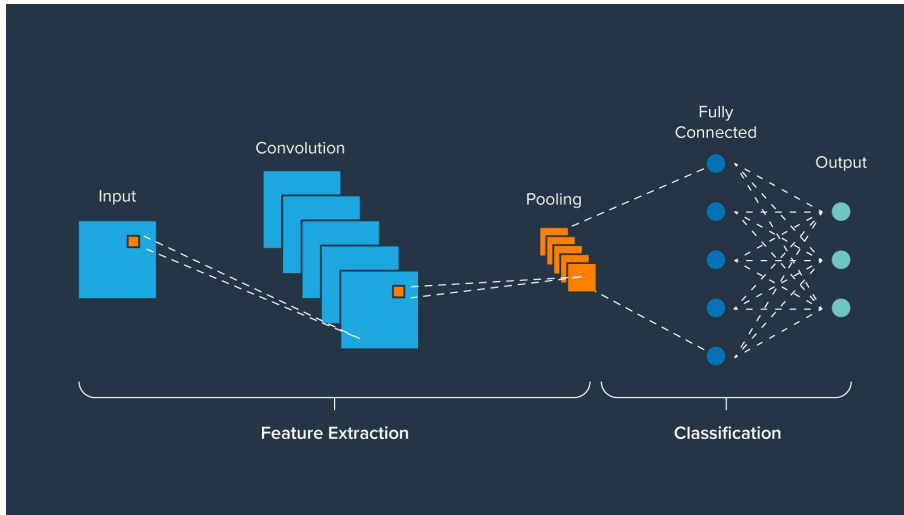 Fully
Connected
Convolution
Output
Input
Pooling
Feature Extraction
Classification